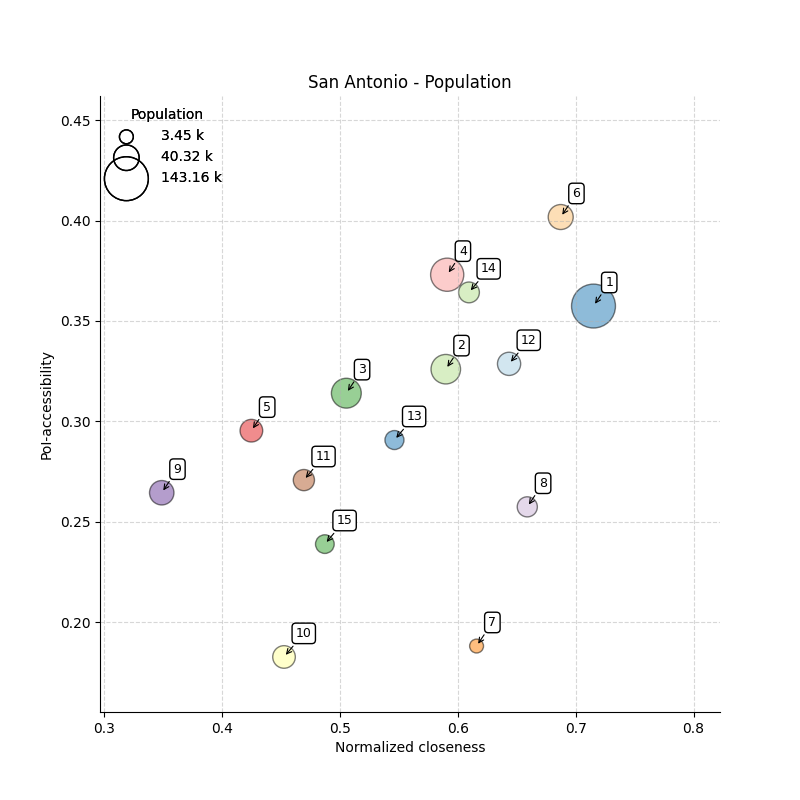 San Antonio - Population
Population
3.45 k
40.32 k
143.16 k
0.45
0.40
0.35
0.30
0.25
0.20
PoI-accessibility
6
4
14
1
12
2
3
5
13
11
9
8
15
7
10
0.3 0.4 0.5 0.6 0.7 0.8
Normalized closeness